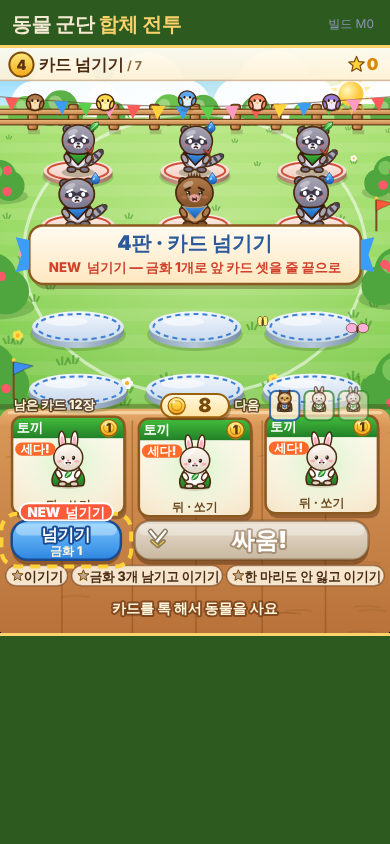 동물 군단 합체 전투
빌드 M0
4 카드 넘기기 / 7
0
4판 · 카드 넘기기
NEW 넘기기 — 금화 1개로 앞 카드 셋을 줄 끝으로
남은 카드 12장
8
다음
토끼 1
세다!
토끼 1
세다!
뒤 · 쏘기
토끼 1
세다!
뒤 · 쏘기
NEW 넘기기
넘기기
금화 1
싸움!
이기기
금화 3개 남기고 이기기
한 마리도 안 잃고 이기기
카드를 톡 해서 동물을 사요